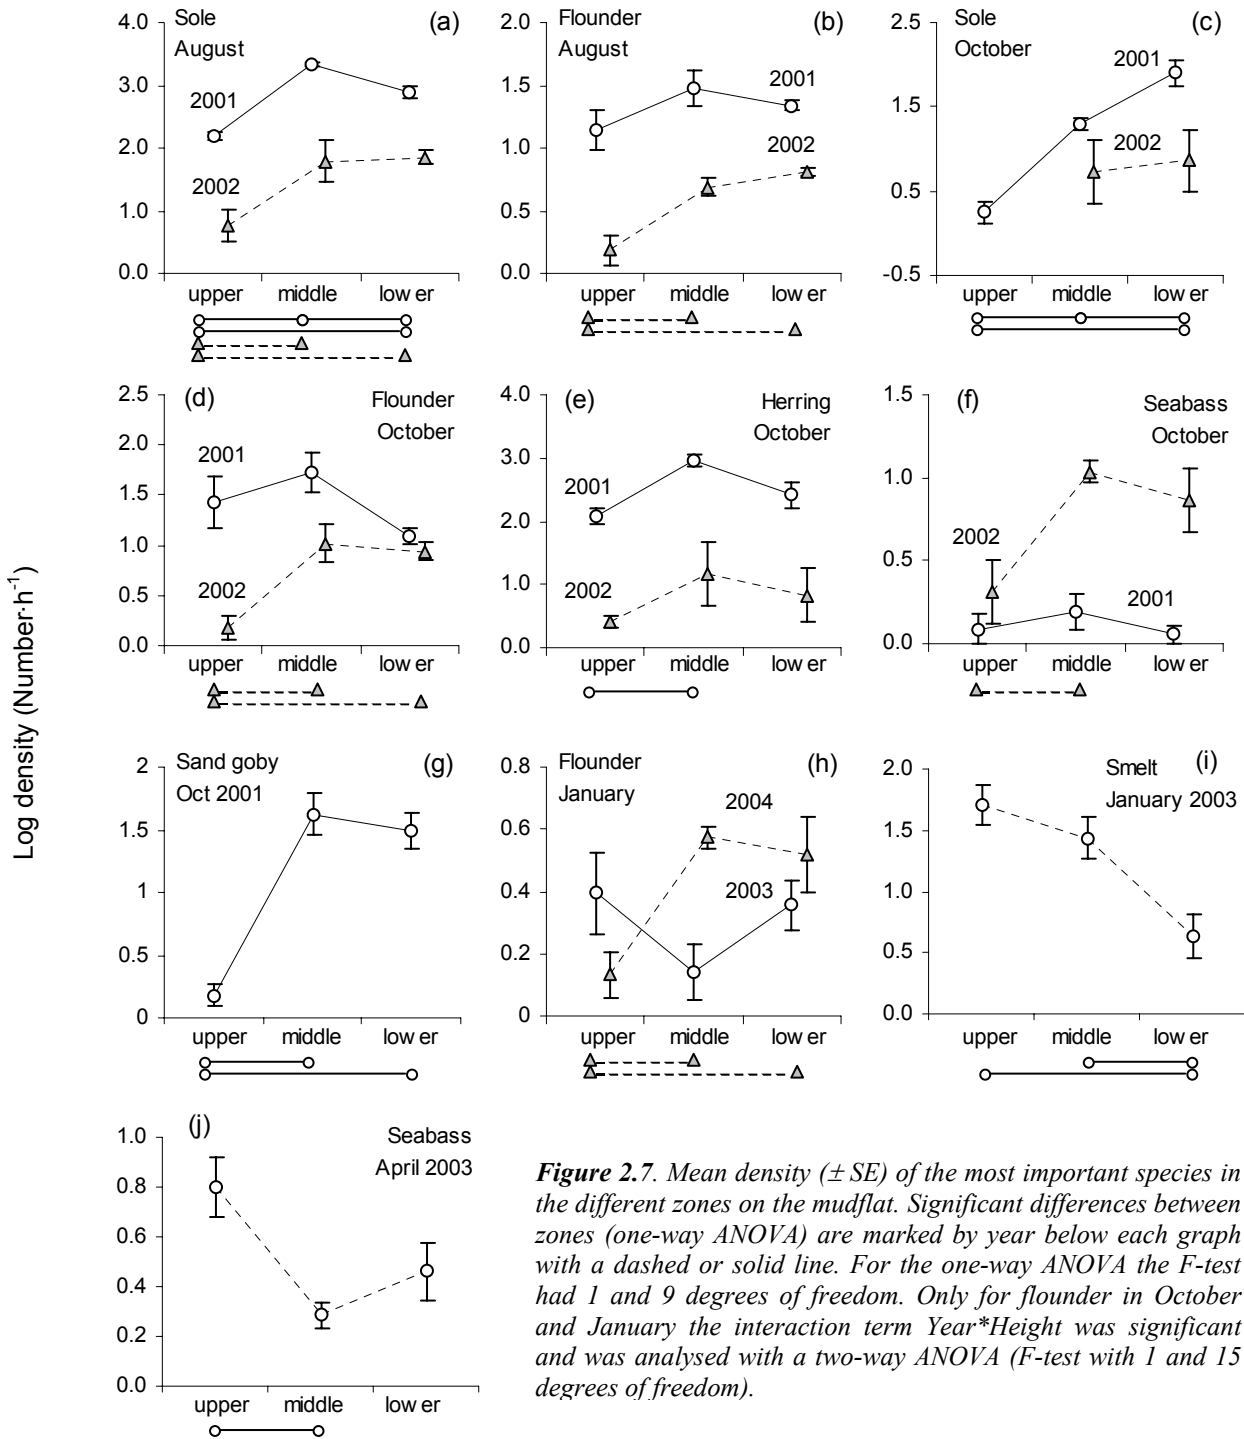 Log density (Number·h-1)
Sole
August
(a)
4.0
3.0
2.0
1.0
0.0
2001
2002
upper middle low er
Flounder
August
(b)
2.0
1.5
1.0
0.5
0.0
2001
2002
upper middle low er
Sole
October
(c)
2.5
1.5
0.5
-0.5
2001
2002
upper middle low er
(d)
Flounder
October
2.5
2.0
1.5
1.0
0.5
0.0
2001
2002
upper middle low er
(e)
Herring
October
4.0
3.0
2.0
1.0
0.0
2001
2002
upper middle low er
(f)
Seabass
October
1.5
1.0
0.5
0.0
2002
2001
upper middle low er
Sand goby
Oct 2001
(g)
2
1.5
1
0.5
0
upper middle low er
Flounder
January
(h)
0.8
0.6
0.4
0.2
0
2004
2003
upper middle low er
Smelt
January 2003
(i)
2.0
1.5
1.0
0.5
0.0
upper middle low er
(j)
Seabass
April 2003
1.0
0.8
0.6
0.4
0.2
0.0
upper middle low er
Figure 2.7. Mean density (± SE) of the most important species in
the different zones on the mudflat. Significant differences between
zones (one-way ANOVA) are marked by year below each graph
with a dashed or solid line. For the one-way ANOVA the F-test
had 1 and 9 degrees of freedom. Only for flounder in October
and January the interaction term Year*Height was significant
and was analysed with a two-way ANOVA (F-test with 1 and 15
degrees of freedom).